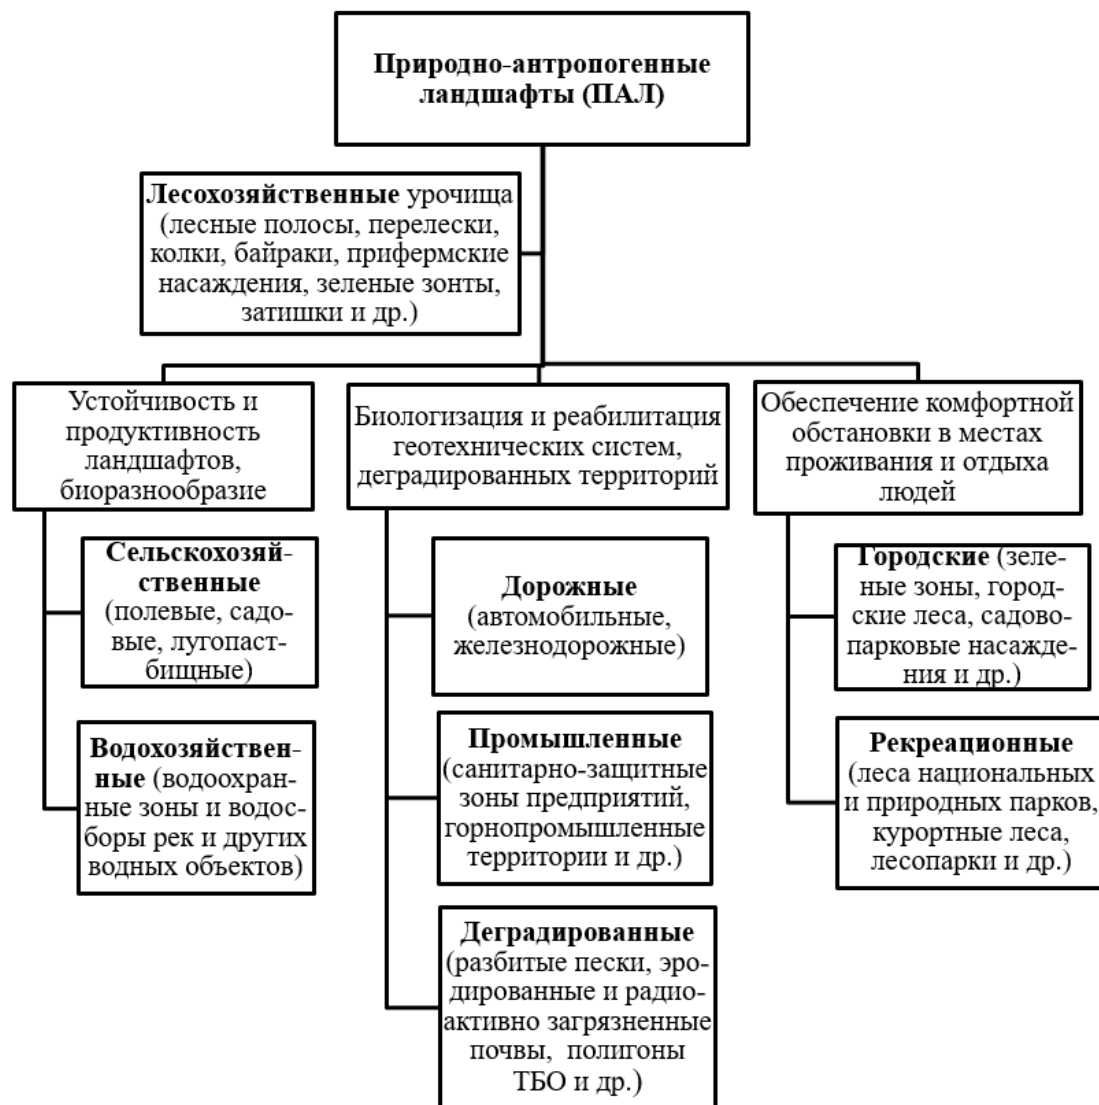 Природно-антропогенные
ландшафты (ПАЛ)
Лесохозяйственные урочища
(лесные полосы, перелески,
колки, байраки, прифермские
насаждения, зеленые зонты,
затишки и др.)
Устойчивость и
продуктивность
ландшафтов,
биоразнообразие
Сельскохозяй-
ственные
(полевые, садо-
вые, лугопаст-
бищные)
Водохозяйствен-
ные (водоохран-
ные зоны и водос-
боры рек и других
водных объектов)
Биологизация и реабилитация
геотехнических систем,
деградированных территорий
Дорожные
(автомобильные,
железнодорожные)
Промышленные
(санитарно-защитные
зоны предприятий,
горнопромышленные
территории и др.)
Деградированные
(разбитые пески, эро-
дированные и радио-
активно загрязненные
почвы, полигоны
ТБО и др.)
Обеспечение комфортной
обстановки в местах
проживания и отдыха
людей
Городские (зеле-
ные зоны, город-
ские леса, садово-
парковые насажде-
ния и др.)
Рекреационные
(леса национальных
и природных парков,
курортные леса,
лесопарки и др.)